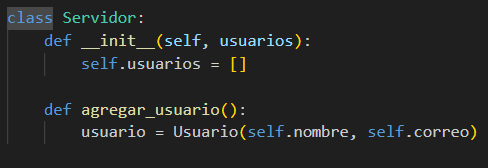 class Servidor:
    def __init__(self, usuarios):
        self.usuarios = []
    def agregar_usuario():
        usuario = Usuario(self.nombre, self.correo)